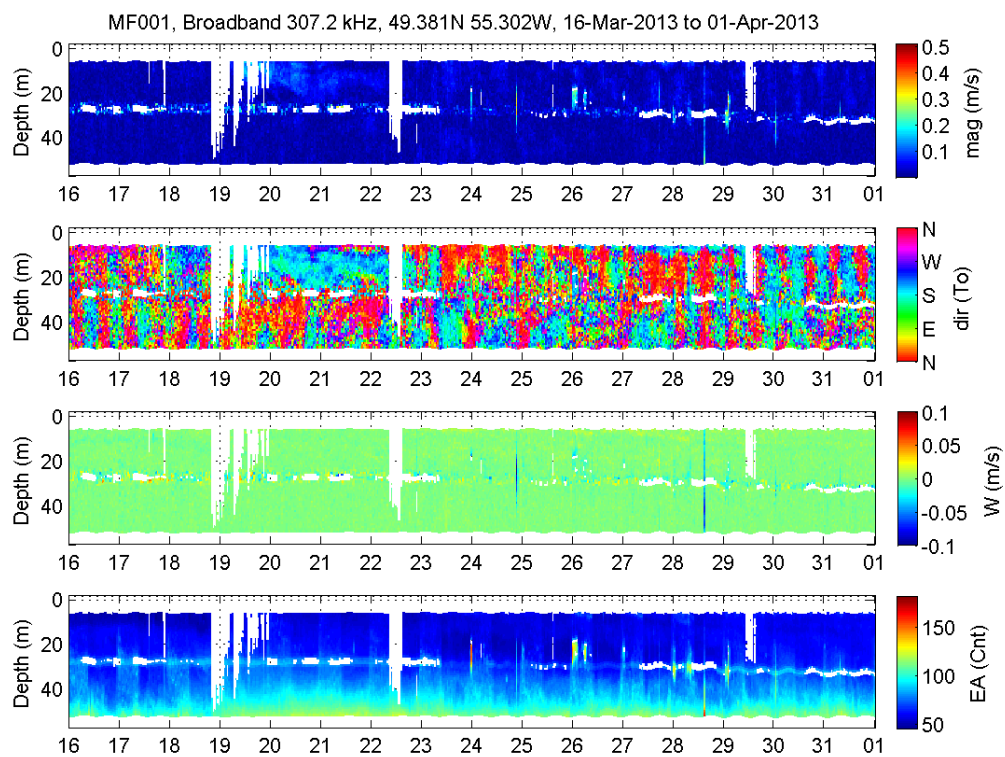 MF001, Broadband 307.2 kHz, 49.381N 55.302W, 16-Mar-2013 to 01-Apr-2013
0
20
40
Depth (m)
16 17 18 19 20 21 22 23 24 25 26 27 28 29 30 31 01
0.5
0.4
0.3
0.2
0.1
mag (m/s)
0
20
40
Depth (m)
16 17 18 19 20 21 22 23 24 25 26 27 28 29 30 31 01
N
W
S
E
N
dir (To)
0
20
40
Depth (m)
16 17 18 19 20 21 22 23 24 25 26 27 28 29 30 31 01
0.1
0.05
0
-0.05
-0.1
W (m/s)
0
20
40
Depth (m)
16 17 18 19 20 21 22 23 24 25 26 27 28 29 30 31 01
150
100
50
EA (Cnt)